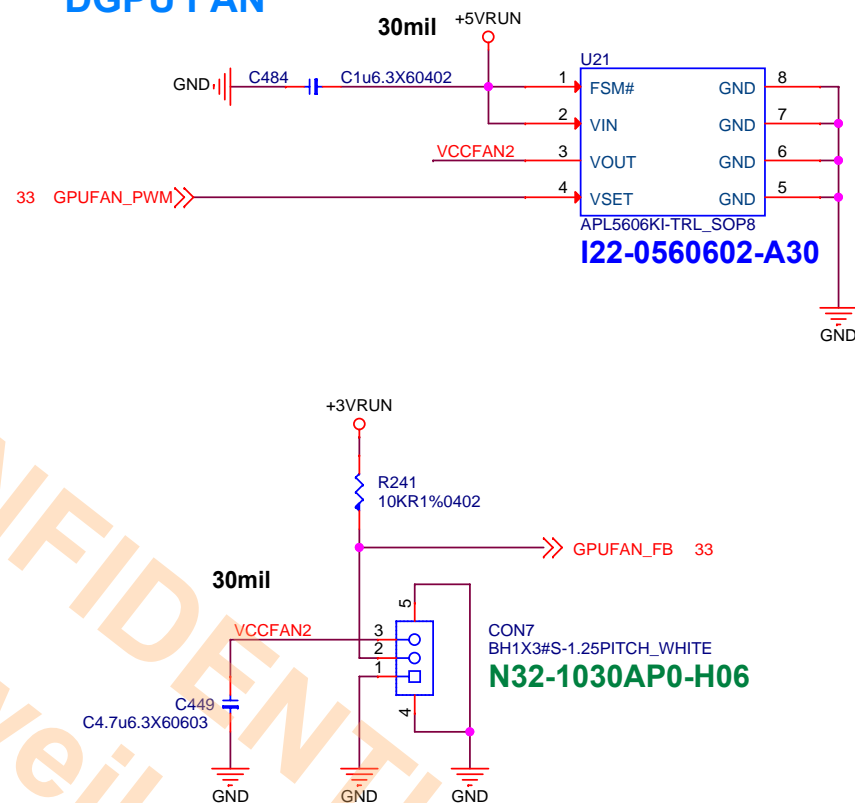 DGPU FAN
30mil
+5VRUN
GND
C484
C1u6.3X60402
U21
1 FSM# GND 8
2 VIN GND 7
VCCFAN2 3 VOUT GND 6
33 GPUFAN_PWM 4 VSET GND 5
APL5606KI-TRL_SOP8
I22-0560602-A30
GND
+3VRUN
R241
10KR1%0402
GPUFAN_FB 33
30mil
VCCFAN2
5
3
2
1
4
CON7
BH1X3#S-1.25PITCH_WHITE
N32-1030AP0-H06
C449
C4.7u6.3X60603
GND
GND
GND